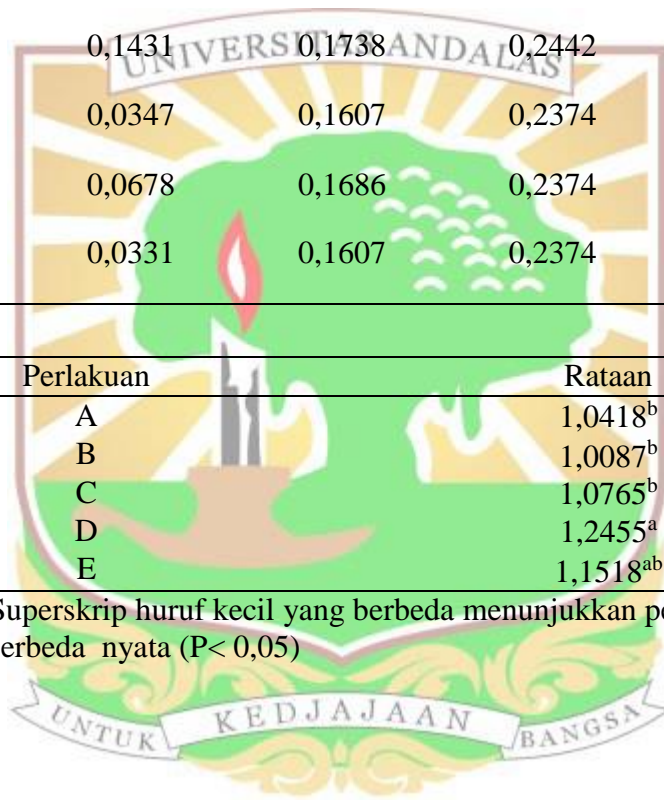 0,1431 0,1738 0,2442
UNIVERSITAS ANDALAS
0,0347 0,1607 0,2374
0,0678 0,1686 0,2374
0,0331 0,1607 0,2374
Perlakuan Rataan
A 1,0418ᵇ
B 1,0087ᵇ
C 1,0765ᵇ
D 1,2455ᵃ
E 1,1518ᵃᵇ
Superskrip huruf kecil yang berbeda menunjukkan
erbeda nyata (P< 0,05)
UNTUK KEDJAJAAN BANGSA